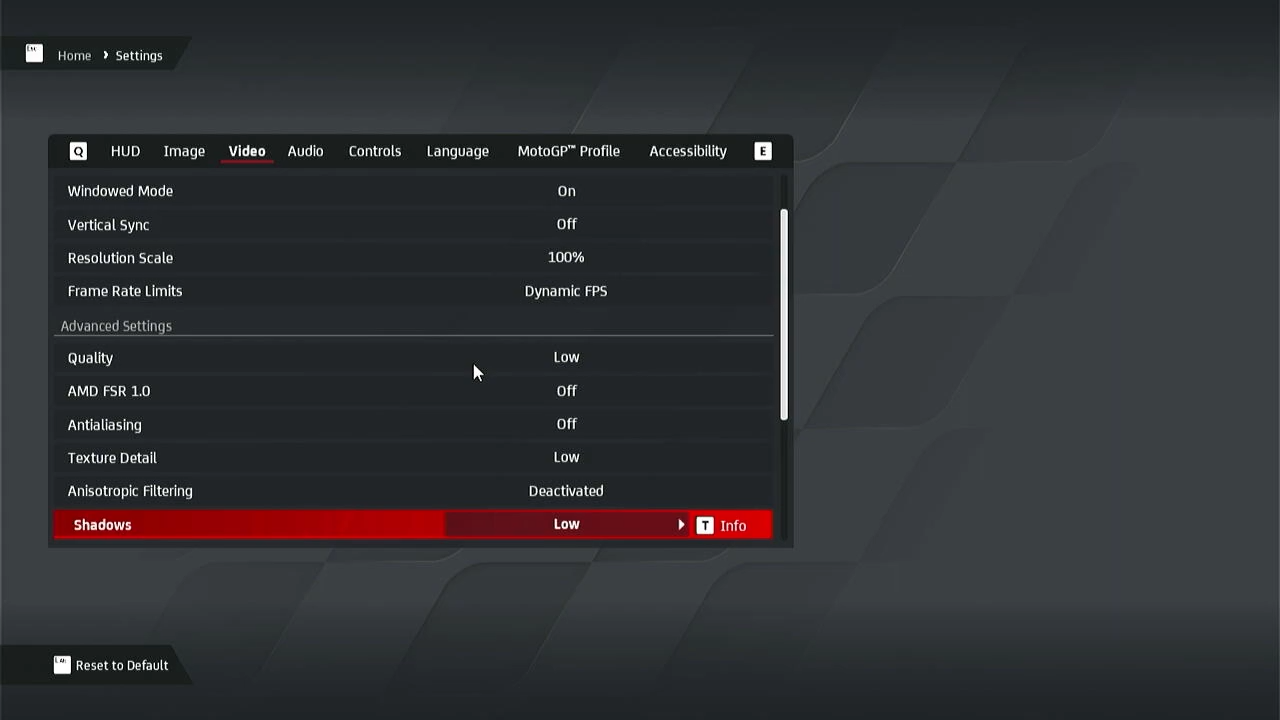 Esc Home › Settings
Q HUD Image Video Audio Controls Language MotoGP™ Profile Accessibility E
Windowed Mode On
Vertical Sync Off
Resolution Scale 100%
Frame Rate Limits Dynamic FPS
Advanced Settings
Quality Low
AMD FSR 1.0 Off
Antialiasing Off
Texture Detail Low
Anisotropic Filtering Deactivated
Shadows Low T Info
Reset to Default